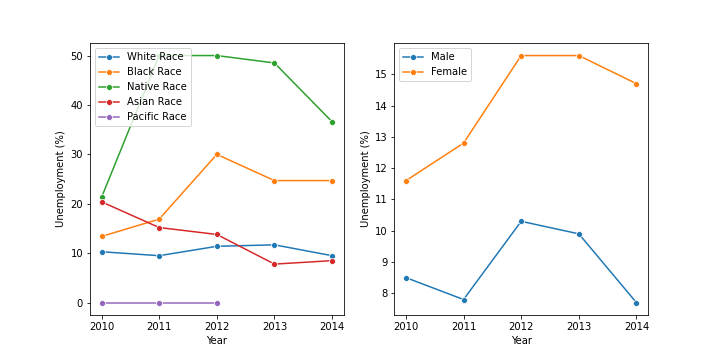 White Race
Black Race
Native Race
Asian Race
Pacific Race
Unemployment (%)
50
40
30
20
10
0
2010 2011 2012 2013 2014
Year
Male
Female
Unemployment (%)
15
14
13
12
11
10
9
8
2010 2011 2012 2013 2014
Year